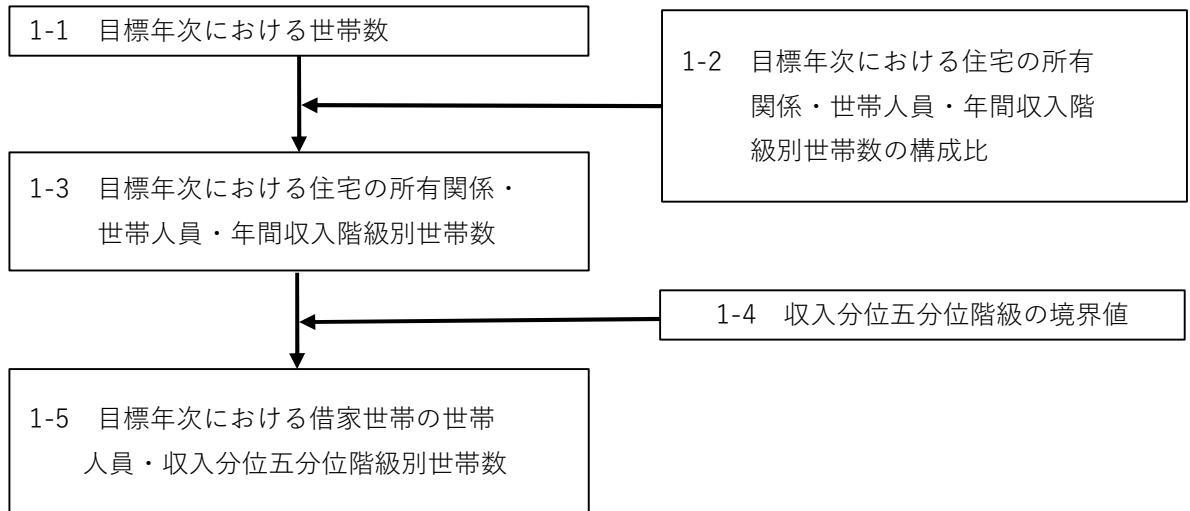 1-1　目標年次における世帯数
1-2　目標年次における住宅の所有
関係・世帯人員・年間収入階
級別世帯数の構成比
1-3　目標年次における住宅の所有関係・
世帯人員・年間収入階級別世帯数
1-4　収入分位五分位階級の境界値
1-5　目標年次における借家世帯の世帯
人員・収入分位五分位階級別世帯数